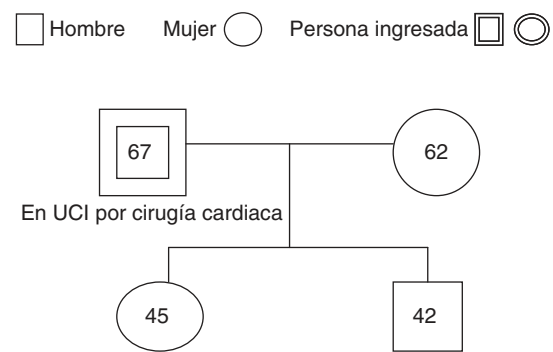 Hombre Mujer Persona ingresada
67 62
En UCI por cirugía cardiaca
45 42